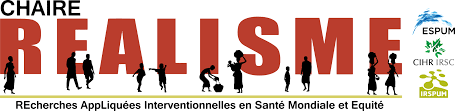 CHAIRE
REALISME
REcherches AppLiquées Interventionnelles en Santé Mondiale et Equité
ESPUM
CIHR IRSC
IRSPUM